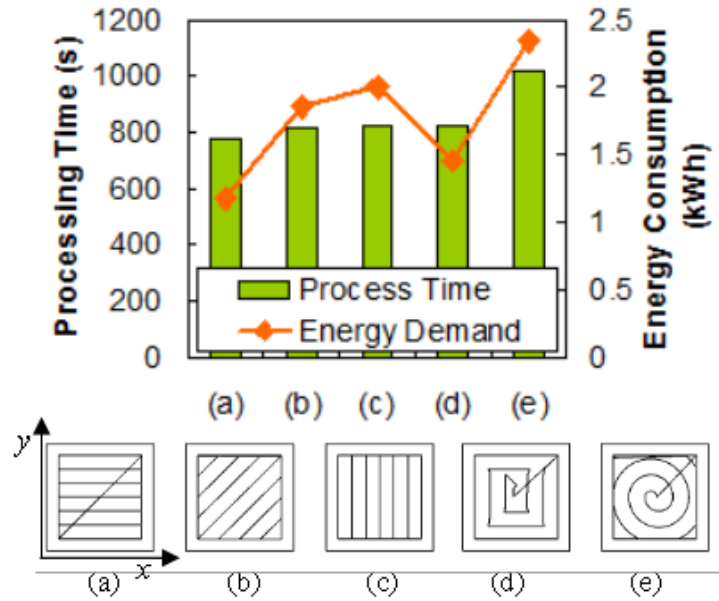 1200
1000
800
600
400
200
0
Processing Time (s)
2.5
2
1.5
1
0.5
0
Energy Consumption
(kWh)
Process Time
Energy Demand
(a) (b) (c) (d) (e)
y
x
(a) (b) (c) (d) (e)